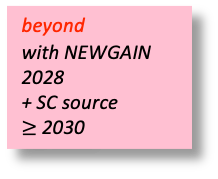 beyond
with NEWGAIN
2028
+ SC source
≥ 2030